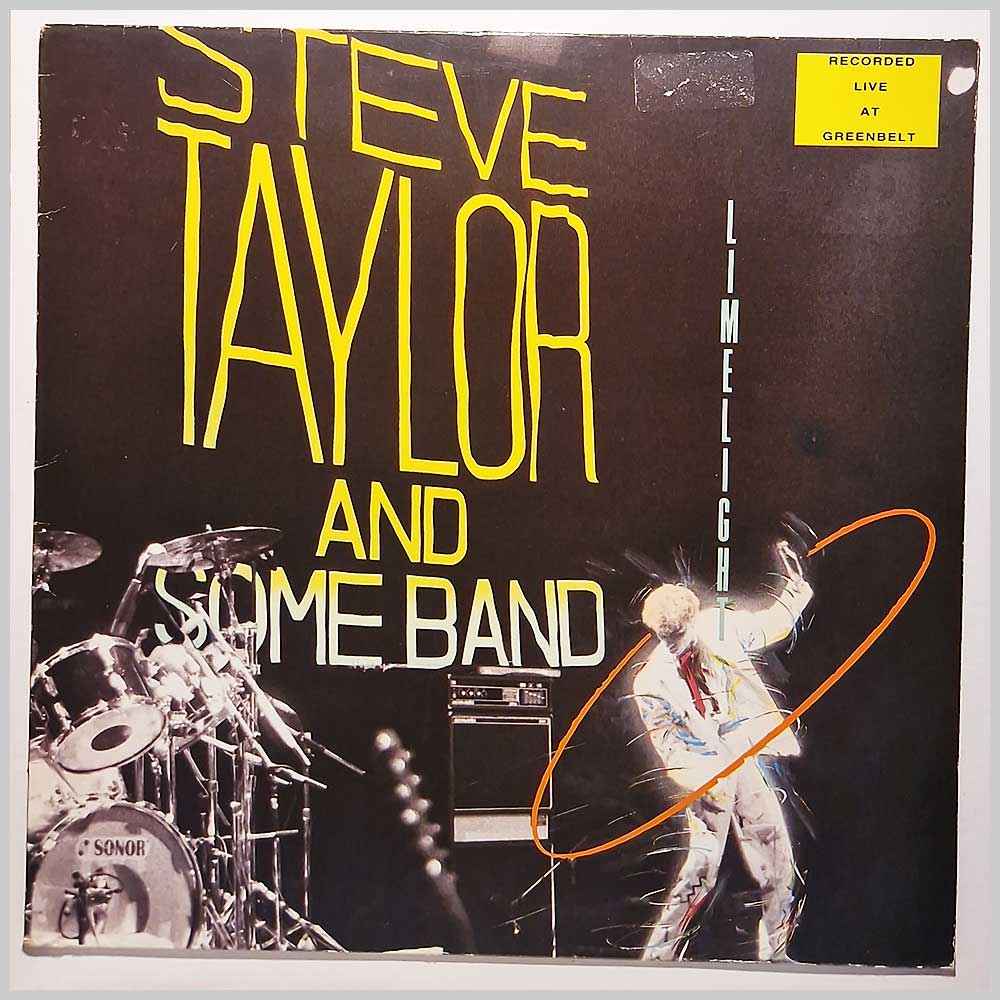 STEVE
TAYLOR
AND
SOME BAND
RECORDED
LIVE
AT
GREENBELT
LIMELIGHT
SONOR